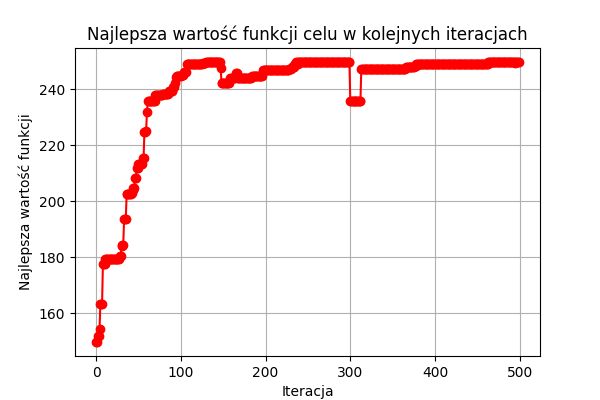 Najlepsza wartość funkcji celu w kolejnych iteracjach
Najlepsza wartość funkcji
240
220
200
180
160
0 100 200 300 400 500
Iteracja